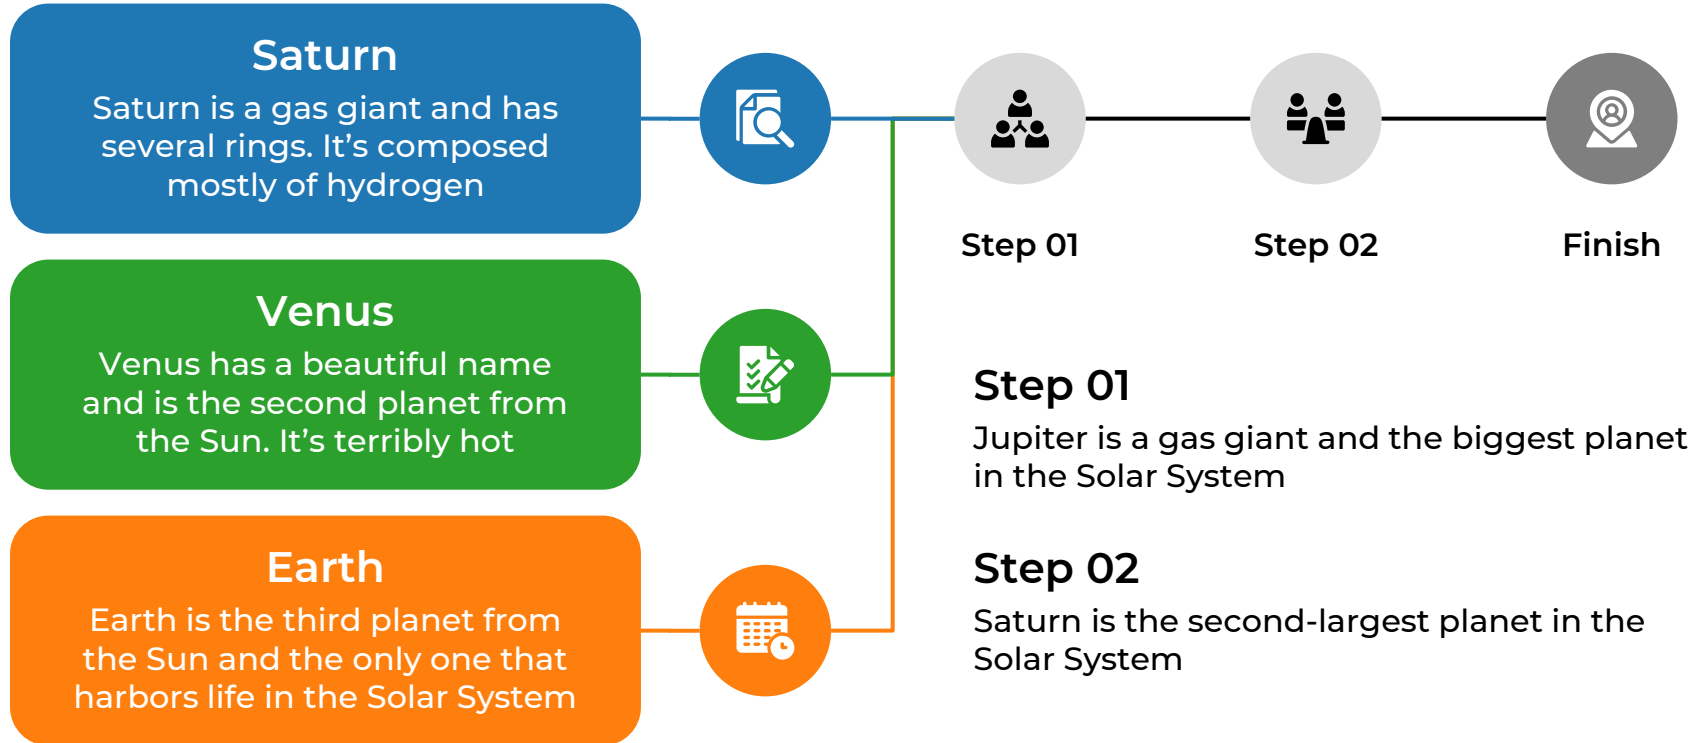 Saturn
Saturn is a gas giant and has
several rings. It’s composed
mostly of hydrogen
Venus
Venus has a beautiful name
and is the second planet from
the Sun. It’s terribly hot
Earth
Earth is the third planet from
the Sun and the only one that
harbors life in the Solar System
Step 01
Step 02
Finish
Step 01
Jupiter is a gas giant and the biggest planet
in the Solar System
Step 02
Saturn is the second-largest planet in the
Solar System